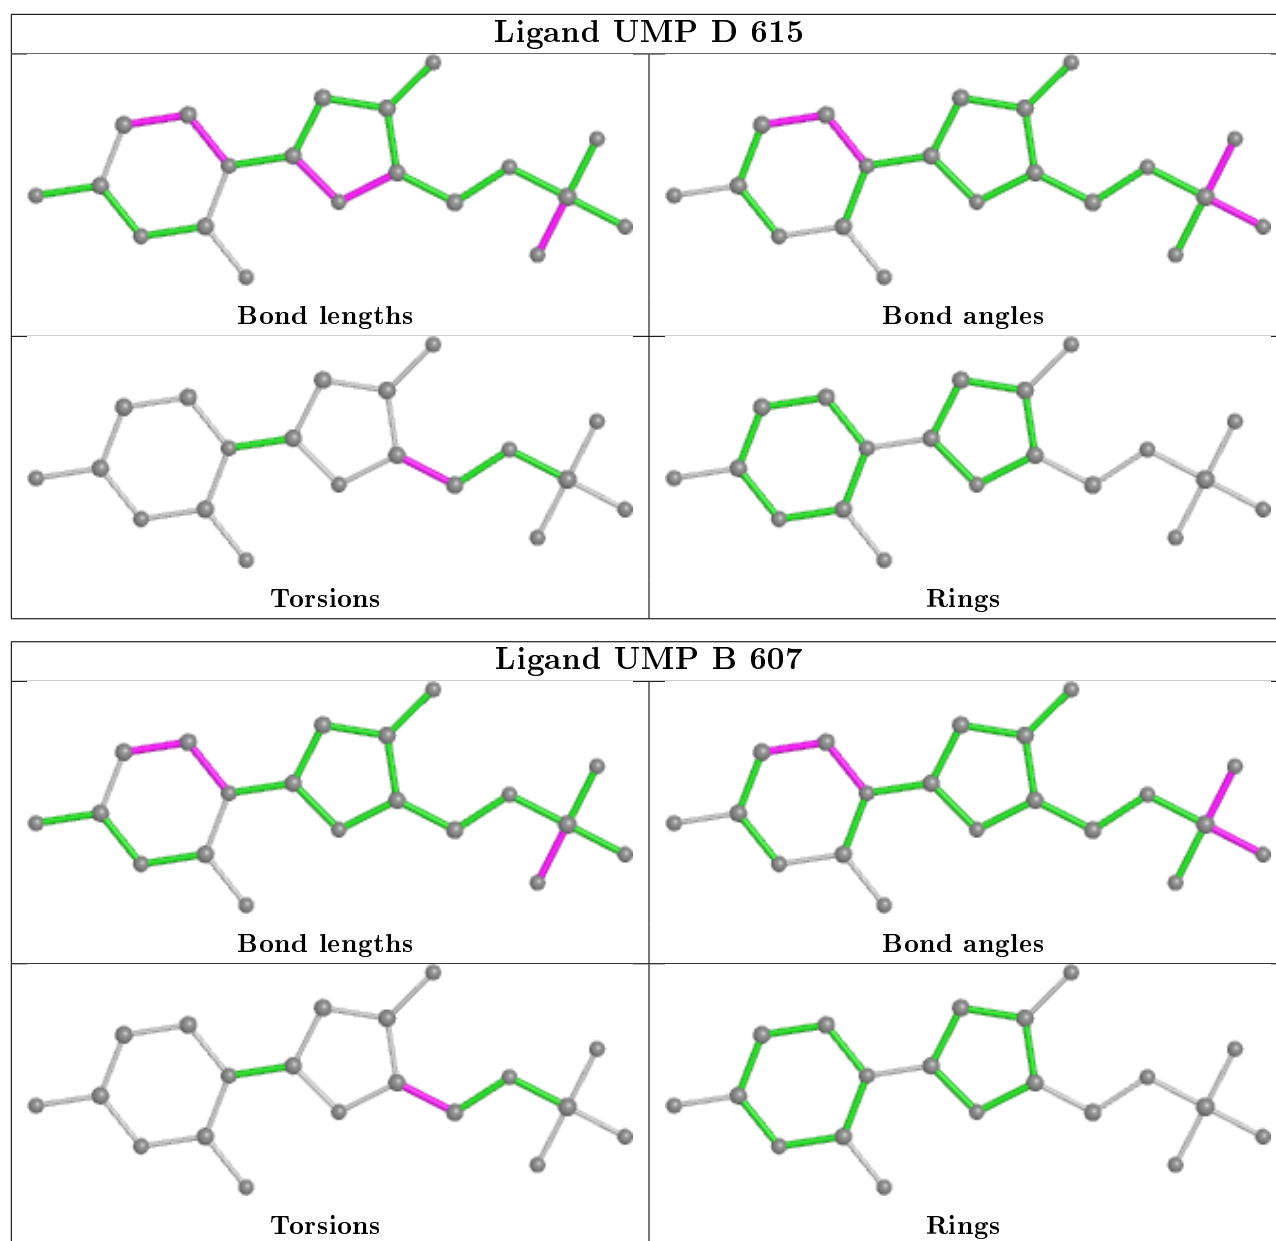 Ligand UMP D 615
Bond lengths
Bond angles
Torsions
Rings
Ligand UMP B 607
Bond lengths
Bond angles
Torsions
Rings